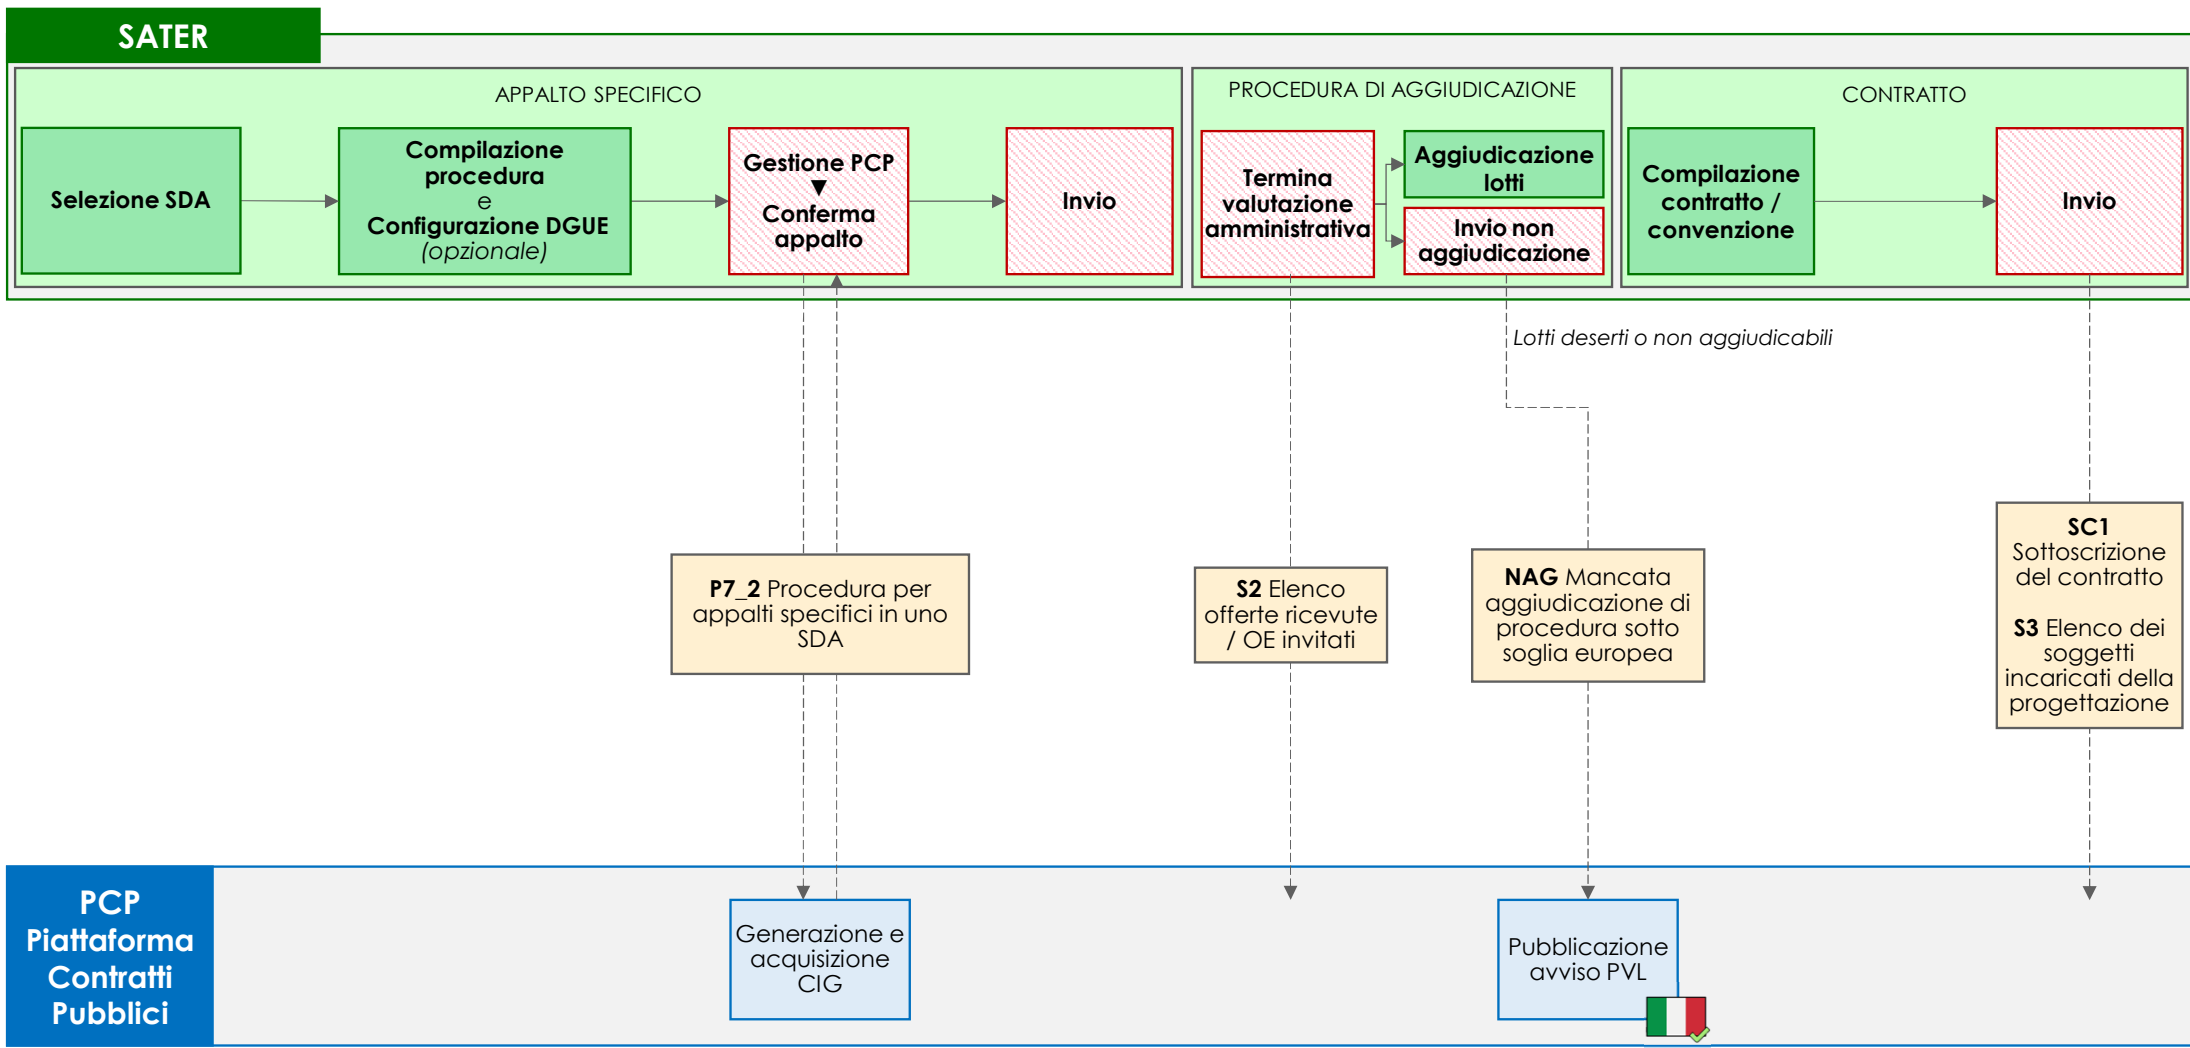 SATER
APPALTO SPECIFICO
Selezione SDA
Compilazione
procedura
e
Configurazione DGUE
(opzionale)
Gestione PCP
▼
Conferma
appalto
Invio
PROCEDURA DI AGGIUDICAZIONE
Termina
valutazione
amministrativa
Aggiudicazione
lotti
Invio non
aggiudicazione
CONTRATTO
Compilazione
contratto /
convenzione
Invio
Lotti deserti o non aggiudicabili
P7_2 Procedura per
appalti specifici in uno
SDA
S2 Elenco
offerte ricevute
/ OE invitati
NAG Mancata
aggiudicazione di
procedura sotto
soglia europea
SC1
Sottoscrizione
del contratto
S3 Elenco dei
soggetti
incaricati della
progettazione
PCP
Piattaforma
Contratti
Pubblici
Generazione e
acquisizione
CIG
Pubblicazione
avviso PVL